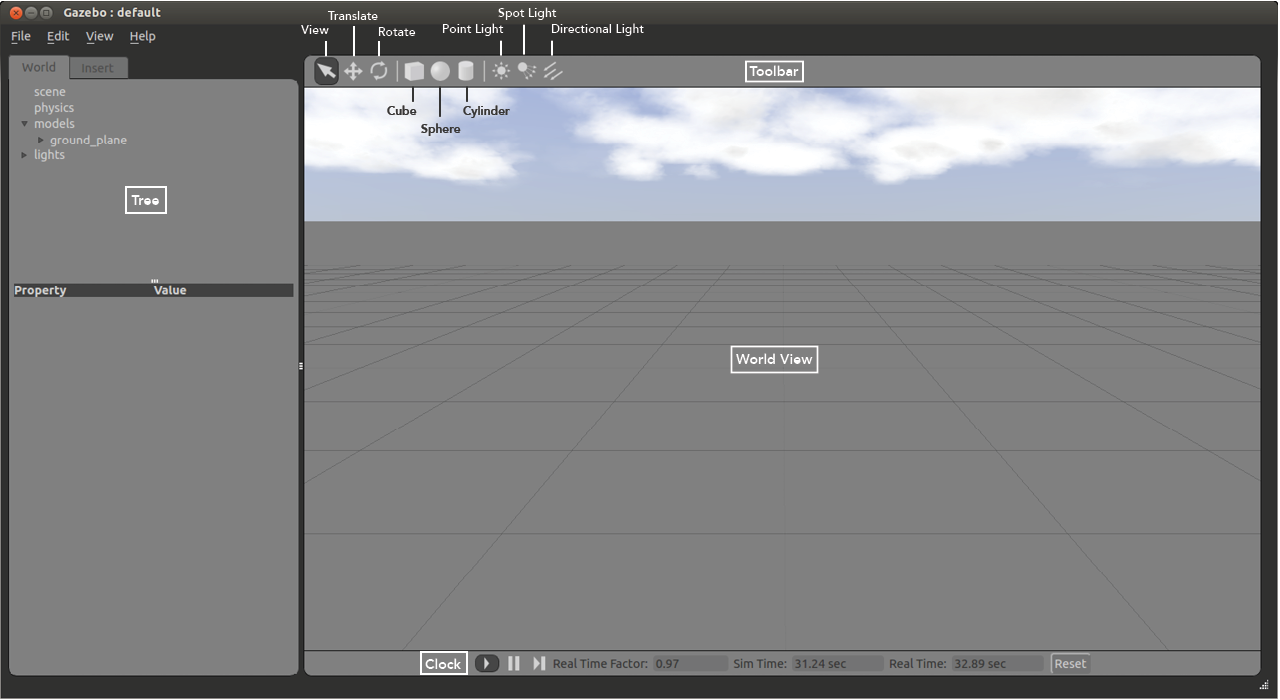 Gazebo : default
File Edit View Help
View
Translate
Rotate
Point Light
Spot Light
Directional Light
Toolbar
Cube
Sphere
Cylinder
World Insert
scene
physics
models
ground_plane
lights
Tree
Property Value
World View
Clock Real Time Factor: 0.97 Sim Time: 31.24 sec Real Time: 32.89 sec Reset